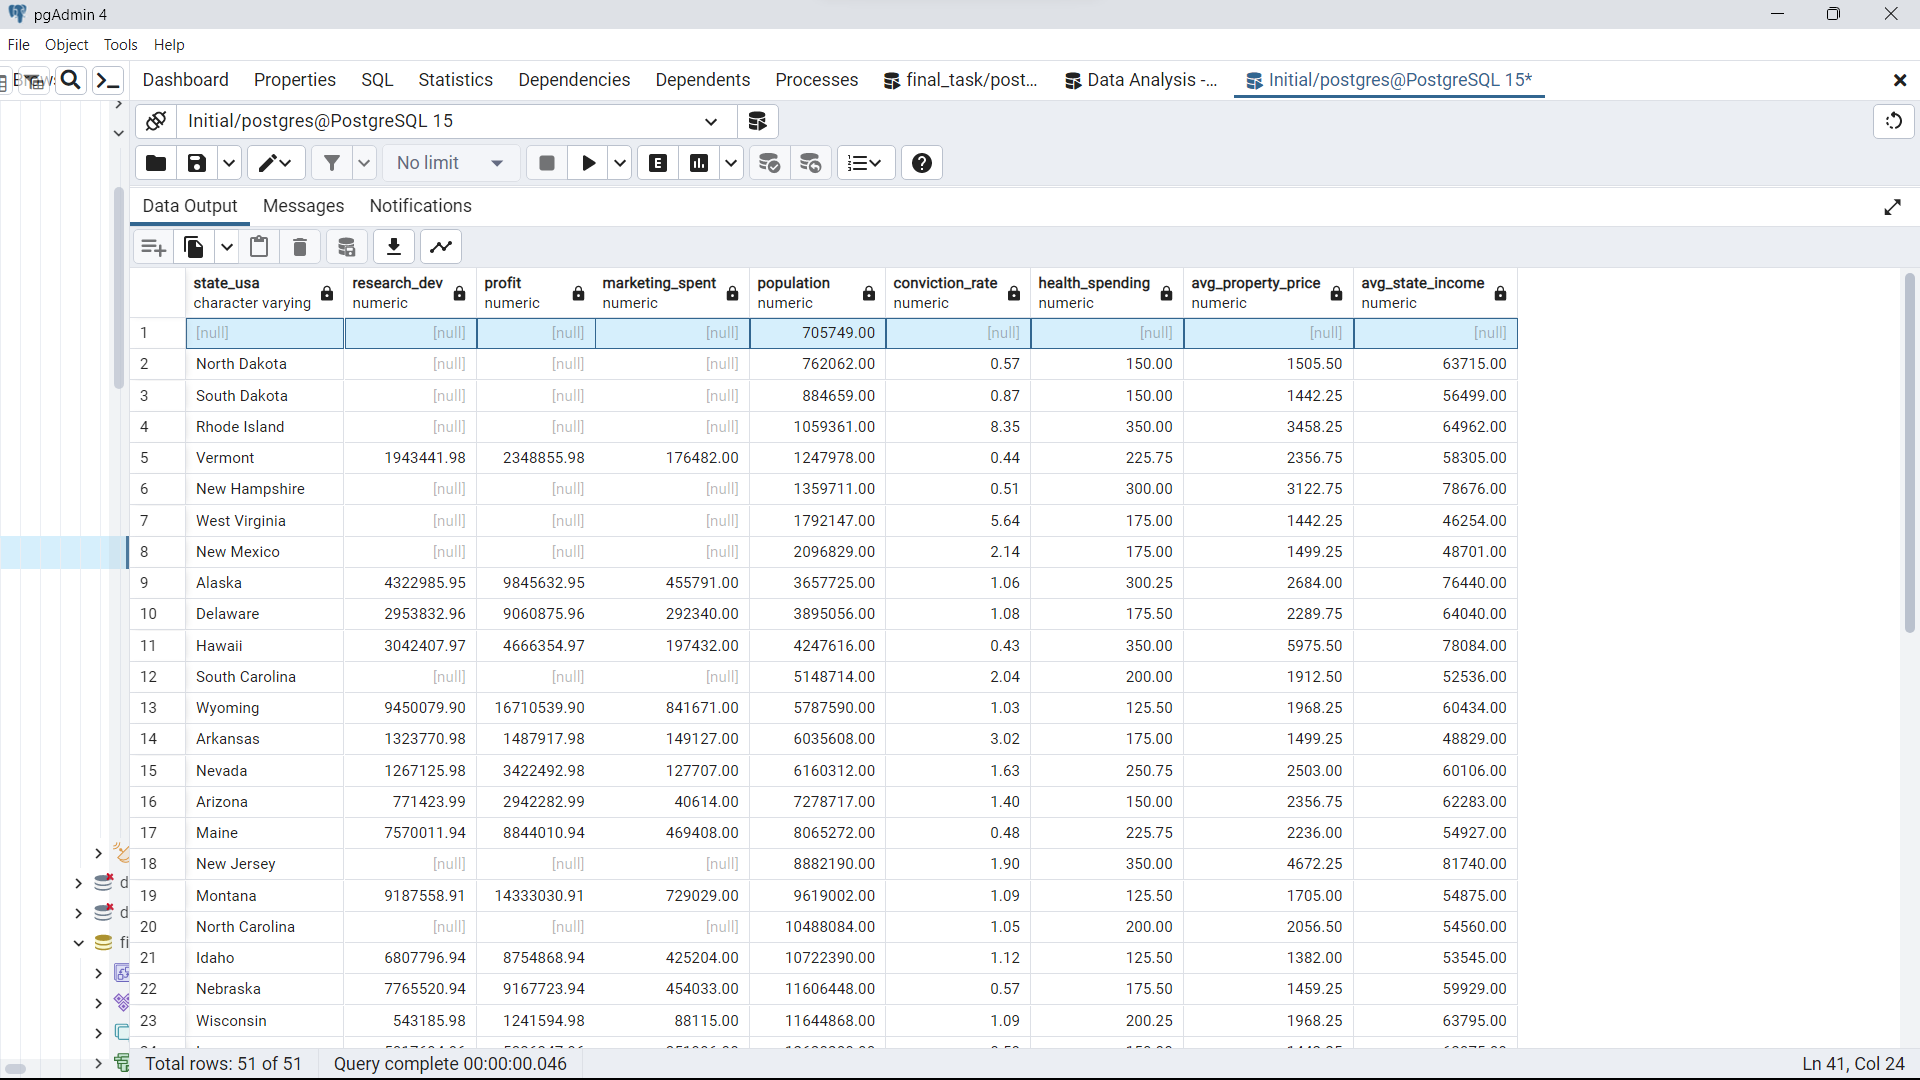 pgAdmin 4
File Object Tools Help
Dashboard Properties SQL Statistics Dependencies Dependents Processes final_task/post... Data Analysis -... Initial/postgres@PostgreSQL 15*
Initial/postgres@PostgreSQL 15
No limit
Data Output Messages Notifications
state_usa research_dev profit marketing_spent population conviction_rate health_spending avg_property_price avg_state_income
character varying numeric numeric numeric numeric numeric numeric numeric numeric
1 [null] [null] [null] [null] 705749.00 [null] [null] [null] [null]
2 North Dakota [null] [null] [null] 762062.00 0.57 150.00 1505.50 63715.00
3 South Dakota [null] [null] [null] 884659.00 0.87 150.00 1442.25 56499.00
4 Rhode Island [null] [null] [null] 1059361.00 8.35 350.00 3458.25 64962.00
5 Vermont 1943441.98 2348855.98 176482.00 1247978.00 0.44 225.75 2356.75 58305.00
6 New Hampshire [null] [null] [null] 1359711.00 0.51 300.00 3122.75 78676.00
7 West Virginia [null] [null] [null] 1792147.00 5.64 175.00 1442.25 46254.00
8 New Mexico [null] [null] [null] 2096829.00 2.14 175.00 1499.25 48701.00
9 Alaska 4322985.95 9845632.95 455791.00 3657725.00 1.06 300.25 2684.00 76440.00
10 Delaware 2953832.96 9060875.96 292340.00 3895056.00 1.08 175.50 2289.75 64040.00
11 Hawaii 3042407.97 4666354.97 197432.00 4247616.00 0.43 350.00 5975.50 78084.00
12 South Carolina [null] [null] [null] 5148714.00 2.04 200.00 1912.50 52536.00
13 Wyoming 9450079.90 16710539.90 841671.00 5787590.00 1.03 125.50 1968.25 60434.00
14 Arkansas 1323770.98 1487917.98 149127.00 6035608.00 3.02 175.00 1499.25 48829.00
15 Nevada 1267125.98 3422492.98 127707.00 6160312.00 1.63 250.75 2503.00 60106.00
16 Arizona 771423.99 2942282.99 40614.00 7278717.00 1.40 150.00 2356.75 62283.00
17 Maine 7570011.94 8844010.94 469408.00 8065272.00 0.48 225.75 2236.00 54927.00
18 New Jersey [null] [null] [null] 8882190.00 1.90 350.00 4672.25 81740.00
19 Montana 9187558.91 14333030.91 729029.00 9619002.00 1.09 125.50 1705.00 54875.00
20 North Carolina [null] [null] [null] 10488084.00 1.05 200.00 2056.50 54560.00
21 Idaho 6807796.94 8754868.94 425204.00 10722390.00 1.12 125.50 1382.00 53545.00
22 Nebraska 7765520.94 9167723.94 454033.00 11606448.00 0.57 175.50 1459.25 59929.00
23 Wisconsin 543185.98 1241594.98 88115.00 11644868.00 1.09 200.25 1968.25 63795.00
Total rows: 51 of 51 Query complete 00:00:00.046 Ln 41, Col 24